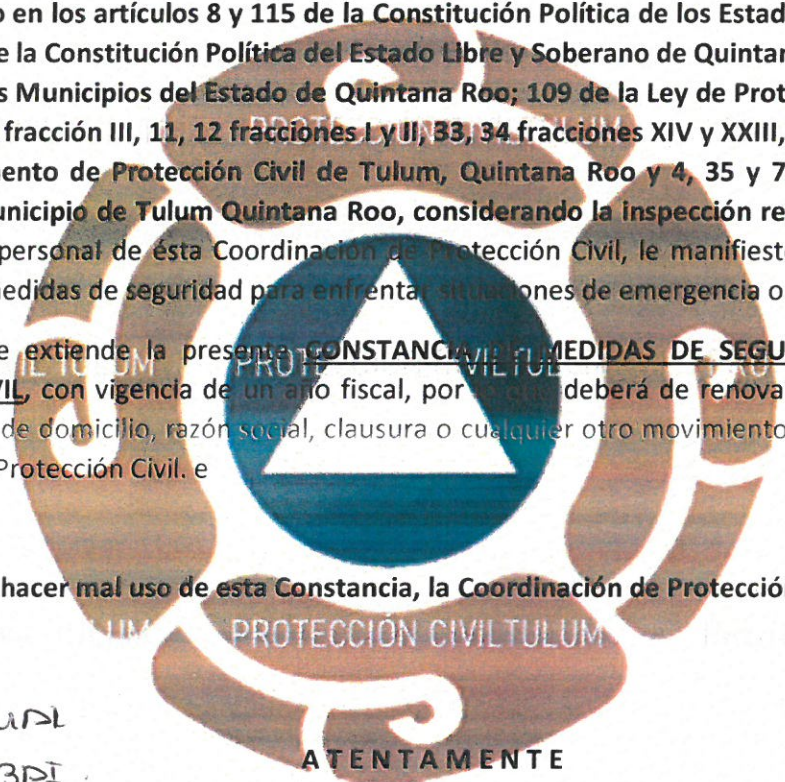 o en los artículos 8 y 115 de la Constitución Política de los Estad
e la Constitución Política del Estado Libre y Soberano de Quintan
s Municipios del Estado de Quintana Roo; 109 de la Ley de Prot
fracción III, 11, 12 fracciones I y II, 33, 34 fracciones XIV y XXIII,
ento de Protección Civil de Tulum, Quintana Roo y 4, 35 y 7
unicipio de Tulum Quintana Roo, considerando la inspección re
personal de ésta Coordinación de Protección Civil, le manifiest
medidas de seguridad para enfrentar situaciones de emergencia o
e extiende la presente CONSTANCIA DE MEDIDAS DE SEGU
VIL, con vigencia de un año fiscal, por lo que deberá de renova
de domicilio, razón social, clausura o cualquier otro movimiento
Protección Civil. e
hacer mal uso de esta Constancia, la Coordinación de Protecció
PROTECCIÓN CIVIL TULUM
ATENTAMENTE